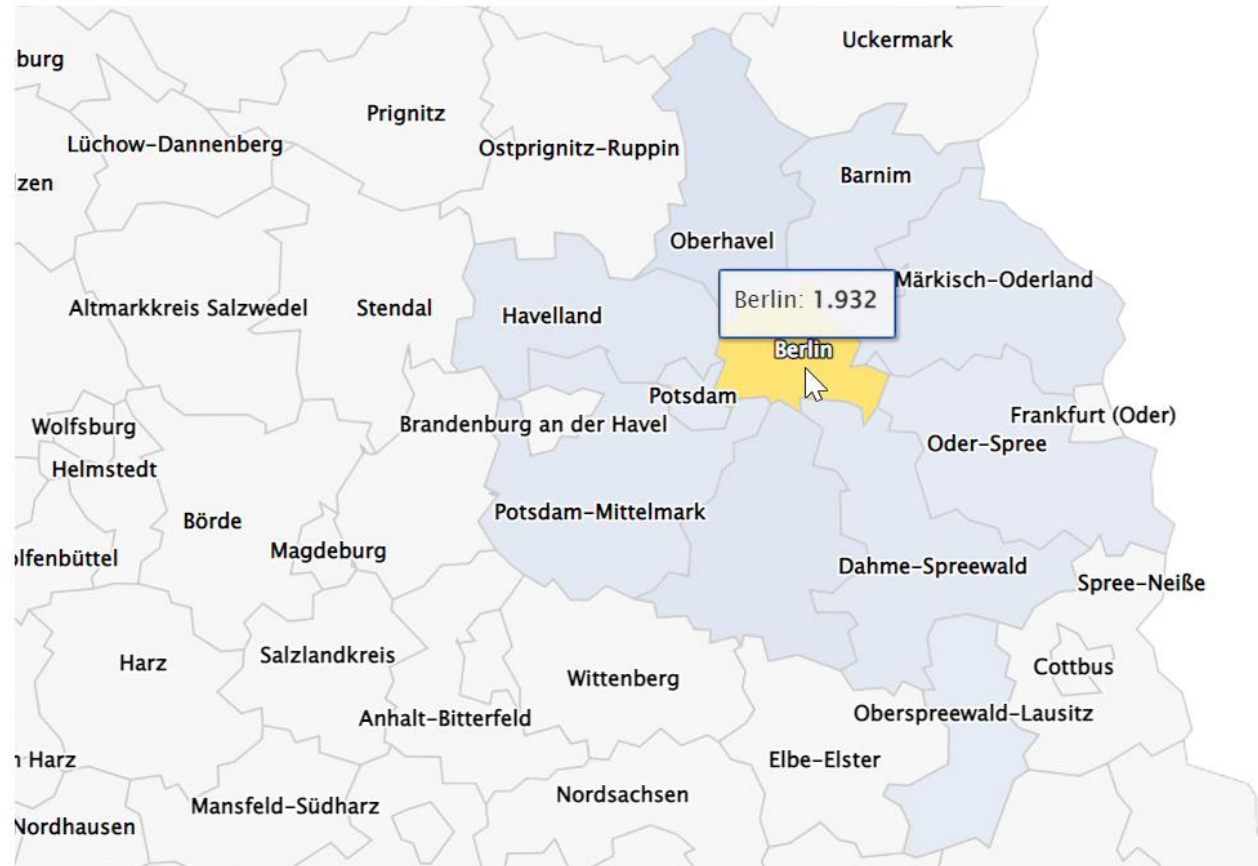 Uckermark
burg
Prignitz
Lüchow-Dannenberg
Ostprignitz-Ruppin
Barnim
lzen
Oberhavel
Märkisch-Oderland
Berlin: 1.932
Altmarkkreis Salzwedel
Stendal
Havelland
Berlin
Potsdam
Frankfurt (Oder)
Wolfsburg
Brandenburg an der Havel
Oder-Spree
Helmstedt
Potsdam-Mittelmark
Börde
Magdeburg
olfenbüttel
Dahme-Spreewald
Spree-Neiße
Salzlandkreis
Harz
Cottbus
Wittenberg
Anhalt-Bitterfeld
Oberspreewald-Lausitz
n Harz
Elbe-Elster
Nordsachsen
Mansfeld-Südharz
Nordhausen